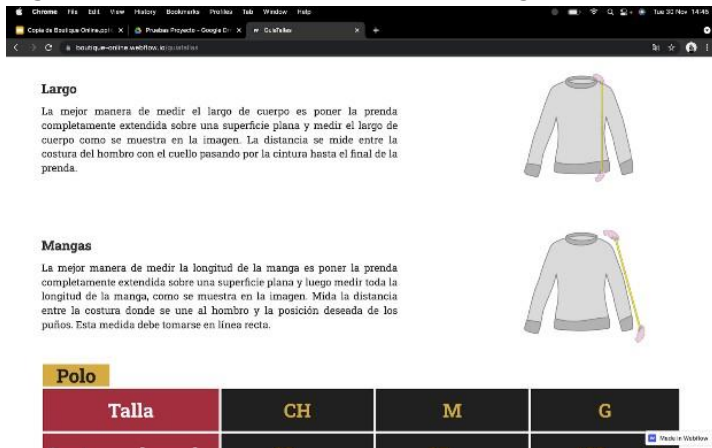 Chrome File Edit View History Bookmarks Profiles Tab Window Help Tue 30 Nov 14:46
Copia de Boutique Online.pptx Pruebas Proyecto - Google Dri GuiaTallas
boutique-online.webflow.io/guiatallas
Largo
La mejor manera de medir el largo de cuerpo es poner la prenda
completamente extendida sobre una superficie plana y medir el largo de
cuerpo como se muestra en la imagen. La distancia se mide entre la
costura del hombro con el cuello pasando por la cintura hasta el final de la
prenda.
Mangas
La mejor manera de medir la longitud de la manga es poner la prenda
completamente extendida sobre una superficie plana y luego medir toda la
longitud de la manga, como se muestra en la imagen. Mida la distancia
entre la costura donde se une al hombro y la posición deseada de los
puños. Esta medida debe tomarse en línea recta.
Polo
Talla CH M G
Made in Webflow